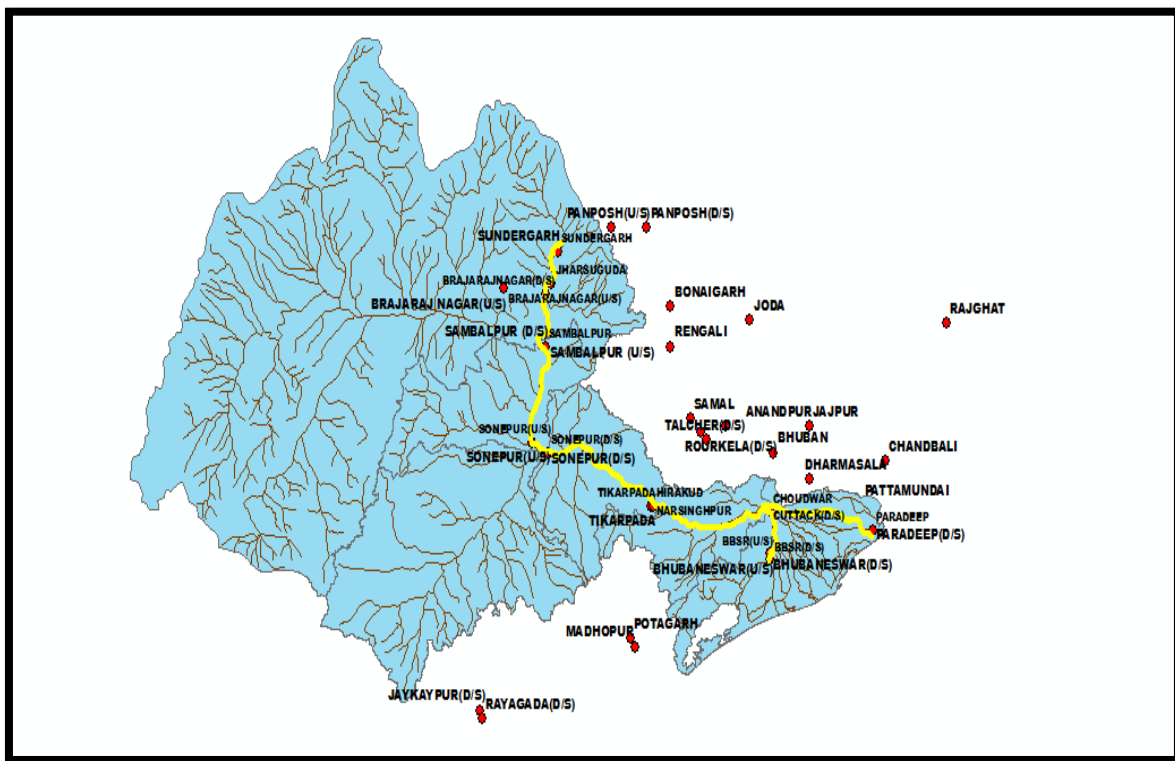 PANPOSH(U/S)
PANPOSH(D/S)
SUNDERGARH
SUNDERGARH
JHARSUGUDA
BRAJARAJNAGAR(D/S)
BRAJARAJ NAGAR(U/S)
BRAJARAJNAGAR(U/S)
BONAIGARH
JODA
RAJGHAT
SAMBALPUR (D/S)
SAMBALPUR
SAMBALPUR (U/S)
RENGALI
SAMAL
ANANDPUR
JAJPUR
TALCHER(D/S)
ROURKELA(D/S)
BHUBAN
CHANDBALI
SONEPUR(U/S)
SONEPUR(D/S)
SONEPUR(U/S)
SONEPUR(D/S)
DHARMASALA
PATTAMUNDAI
TIKARPADA
HIRAKUD
NARSINGHPUR
TIKARPADA
CHOUDWAR
CUTTACK(D/S)
PARADEEP
PARADEEP(D/S)
BBSR(U/S)
BBSR(D/S)
BHUBANESWAR(U/S)
BHUBANESWAR(D/S)
MADHOPUR
POTAGARH
JAYKAYPUR(D/S)
RAYAGADA(D/S)